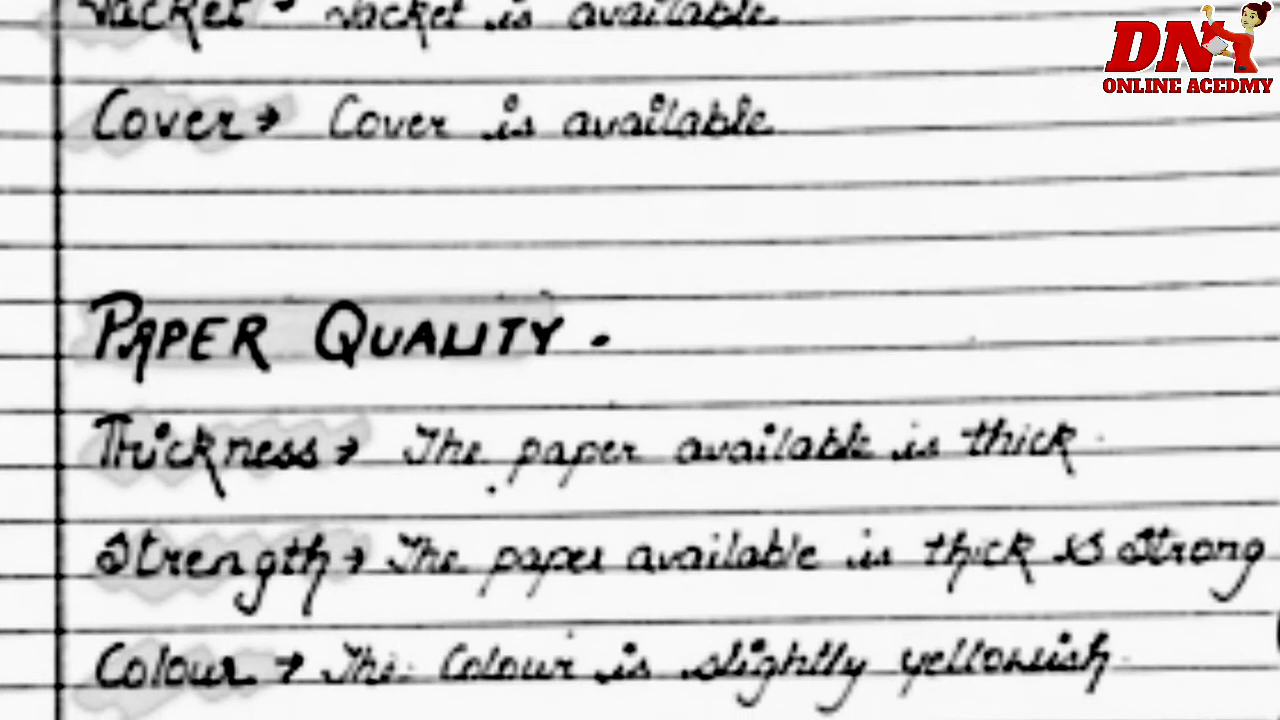 Jacket → Jacket is available
DNA
ONLINE ACEDMY
Cover → Cover is available
PAPER QUALITY .
Thickness → The paper available is thick.
Strength → The paper available is thick & Strong
Colour → The Colour is slightly yellowish